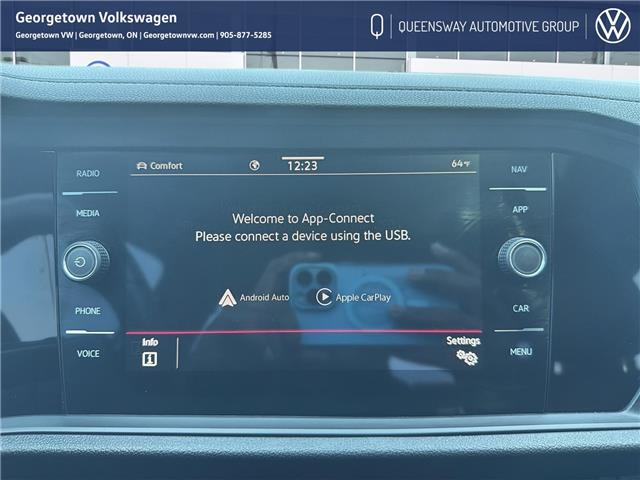 Georgetown Volkswagen
Georgetown VW | Georgetown, ON | Georgetownvw.com | 905-877-5285
QUEENSWAY AUTOMOTIVE GROUP
Comfort
12:23
64°F
RADIO
MEDIA
PHONE
VOICE
Welcome to App-Connect
Please connect a device using the USB.
Android Auto
Apple CarPlay
Info
Settings
NAV
APP
CAR
MENU